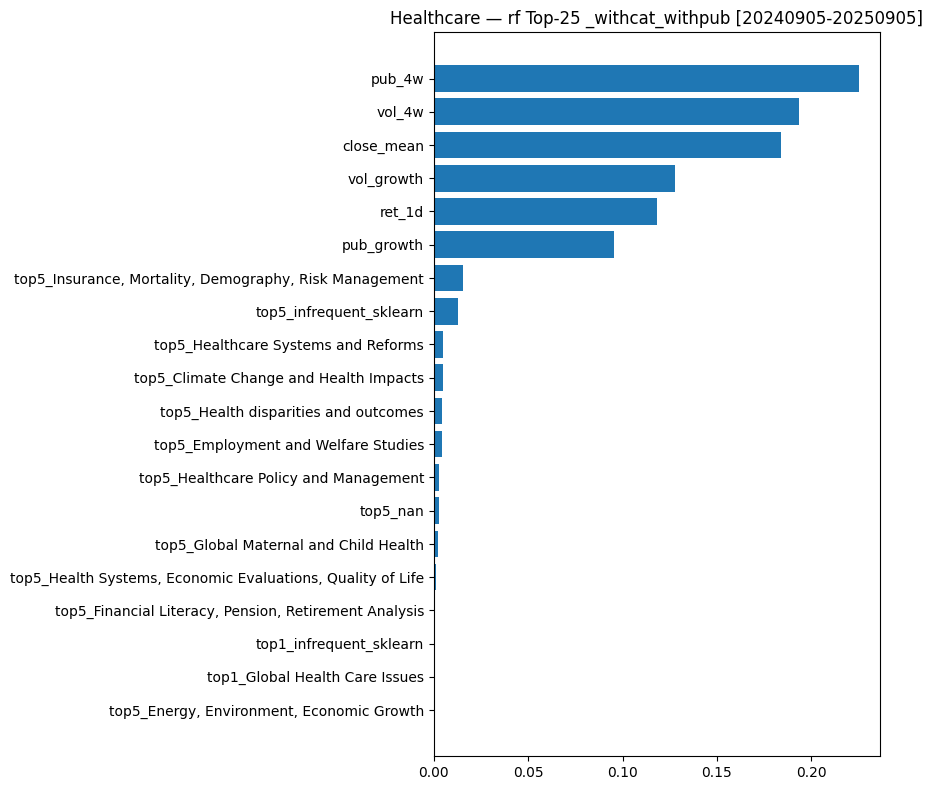 Healthcare — rf Top-25 _withcat_withpub [20240905-20250905]
pub_4w
vol_4w
close_mean
vol_growth
ret_1d
pub_growth
top5_Insurance, Mortality, Demography, Risk Management
top5_infrequent_sklearn
top5_Healthcare Systems and Reforms
top5_Climate Change and Health Impacts
top5_Health disparities and outcomes
top5_Employment and Welfare Studies
top5_Healthcare Policy and Management
top5_nan
top5_Global Maternal and Child Health
top5_Health Systems, Economic Evaluations, Quality of Life
top5_Financial Literacy, Pension, Retirement Analysis
top1_infrequent_sklearn
top1_Global Health Care Issues
top5_Energy, Environment, Economic Growth
0.00 0.05 0.10 0.15 0.20